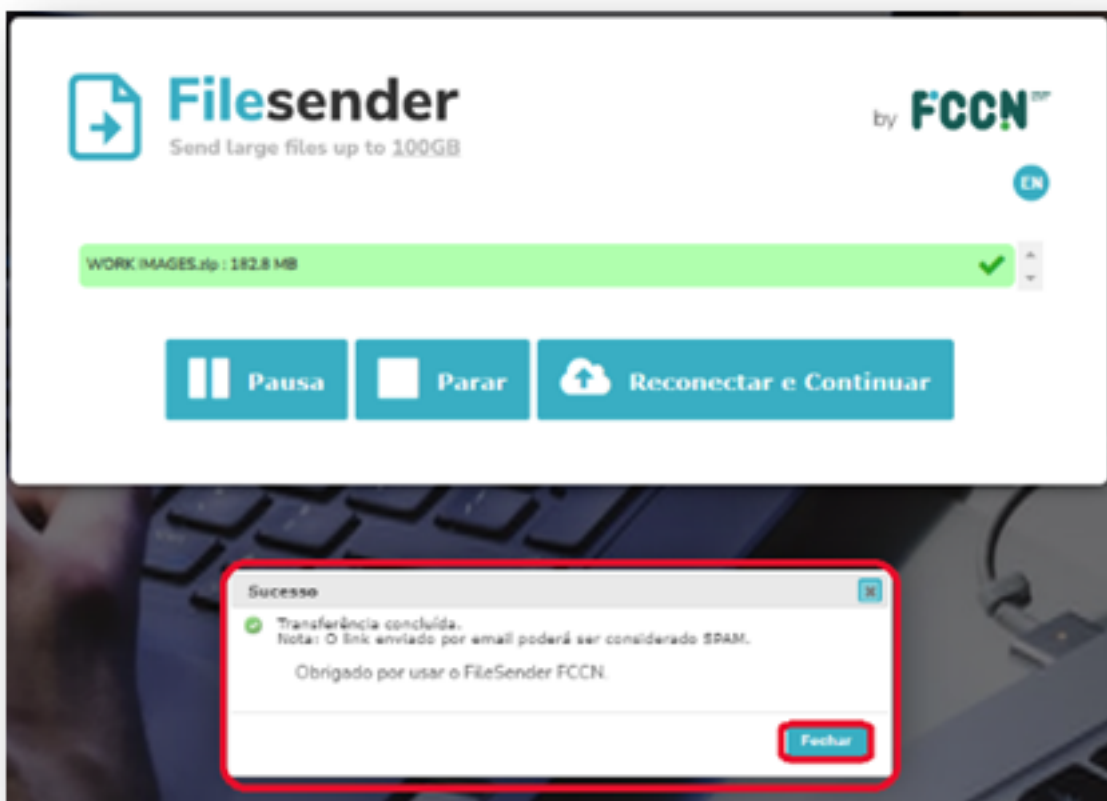 Filesender
Send large files up to 100GB
by FCCN
EN
WORK IMAGES.zip : 182.8 MB
Pausa
Parar
Reconectar e Continuar
Sucesso
Transferência concluída.
Nota: O link enviado por email poderá ser considerado SPAM.
Obrigado por usar o FileSender FCCN.
Fechar